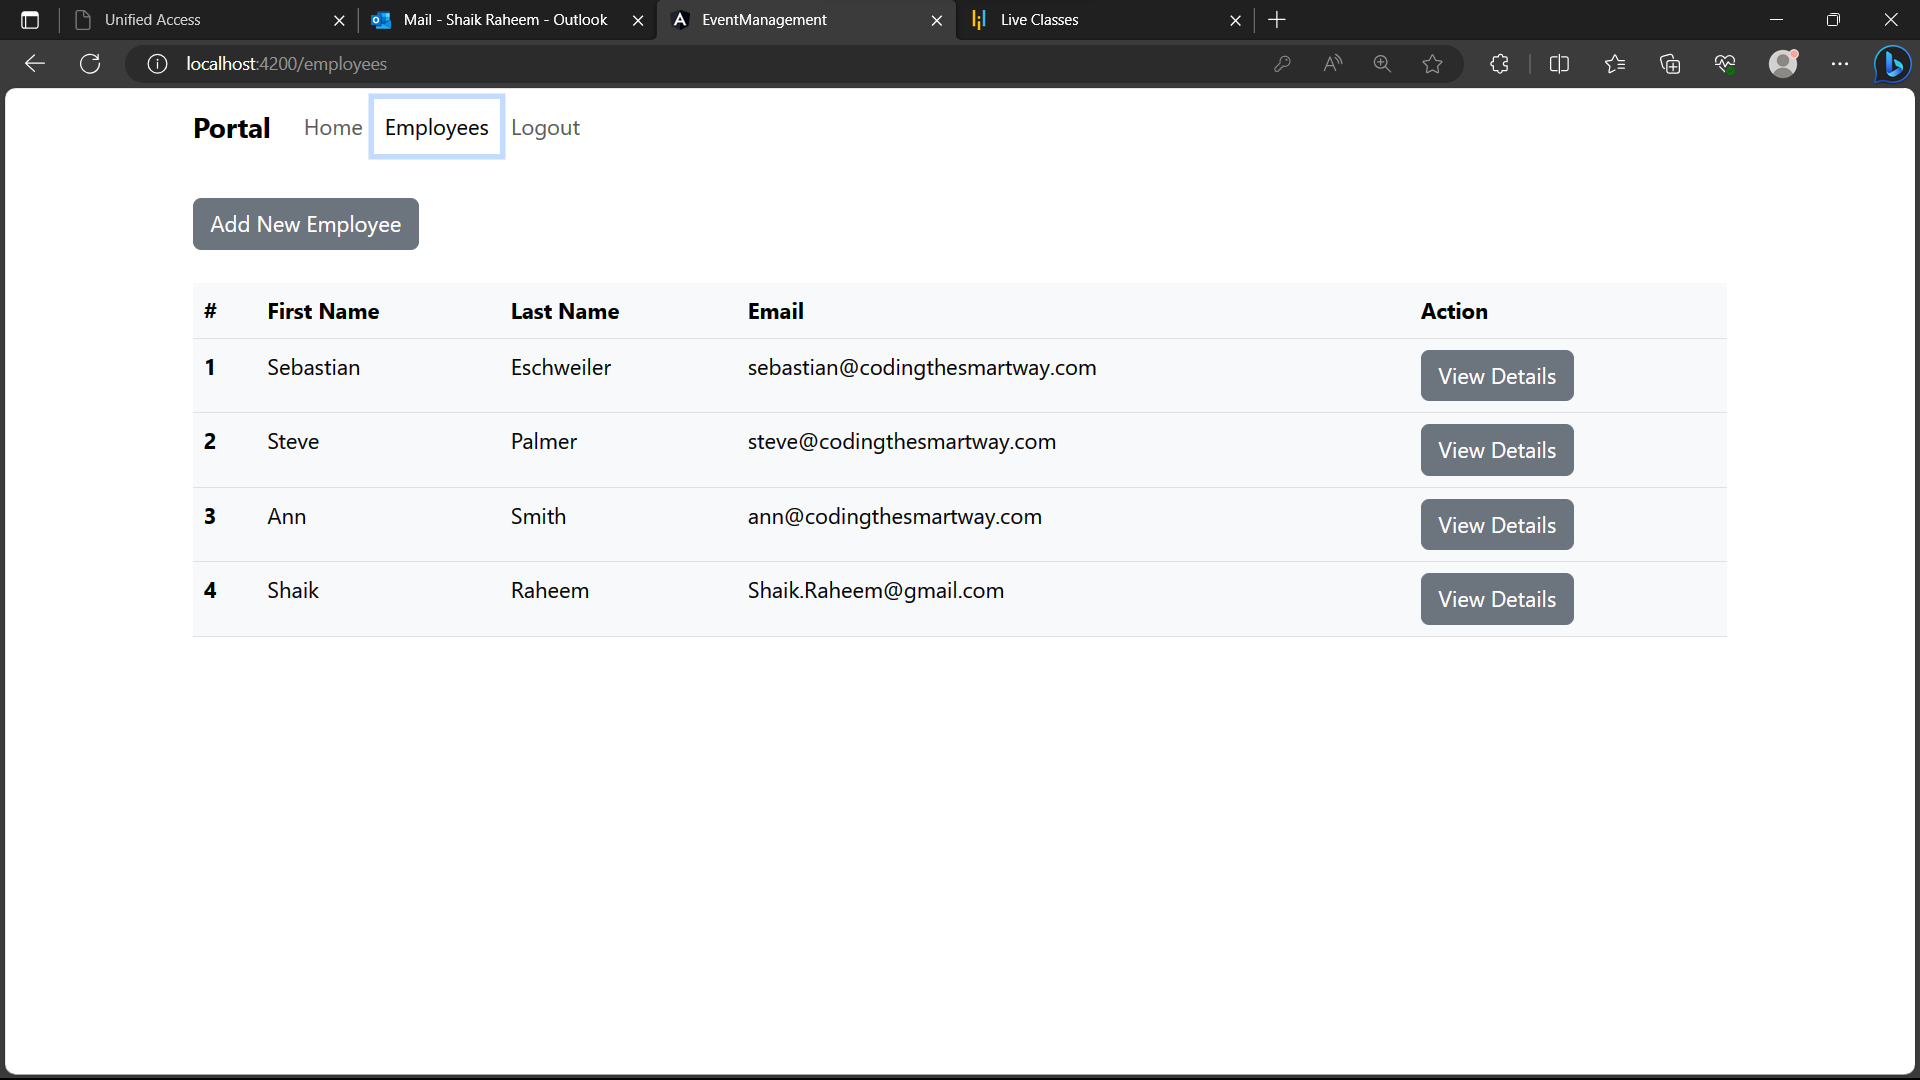 Unified Access
Mail - Shaik Raheem - Outlook
EventManagement
Live Classes
localhost:4200/employees
Portal Home Employees Logout
Add New Employee
# First Name Last Name Email Action
1 Sebastian Eschweiler sebastian@codingthesmartway.com View Details
2 Steve Palmer steve@codingthesmartway.com View Details
3 Ann Smith ann@codingthesmartway.com View Details
4 Shaik Raheem Shaik.Raheem@gmail.com View Details